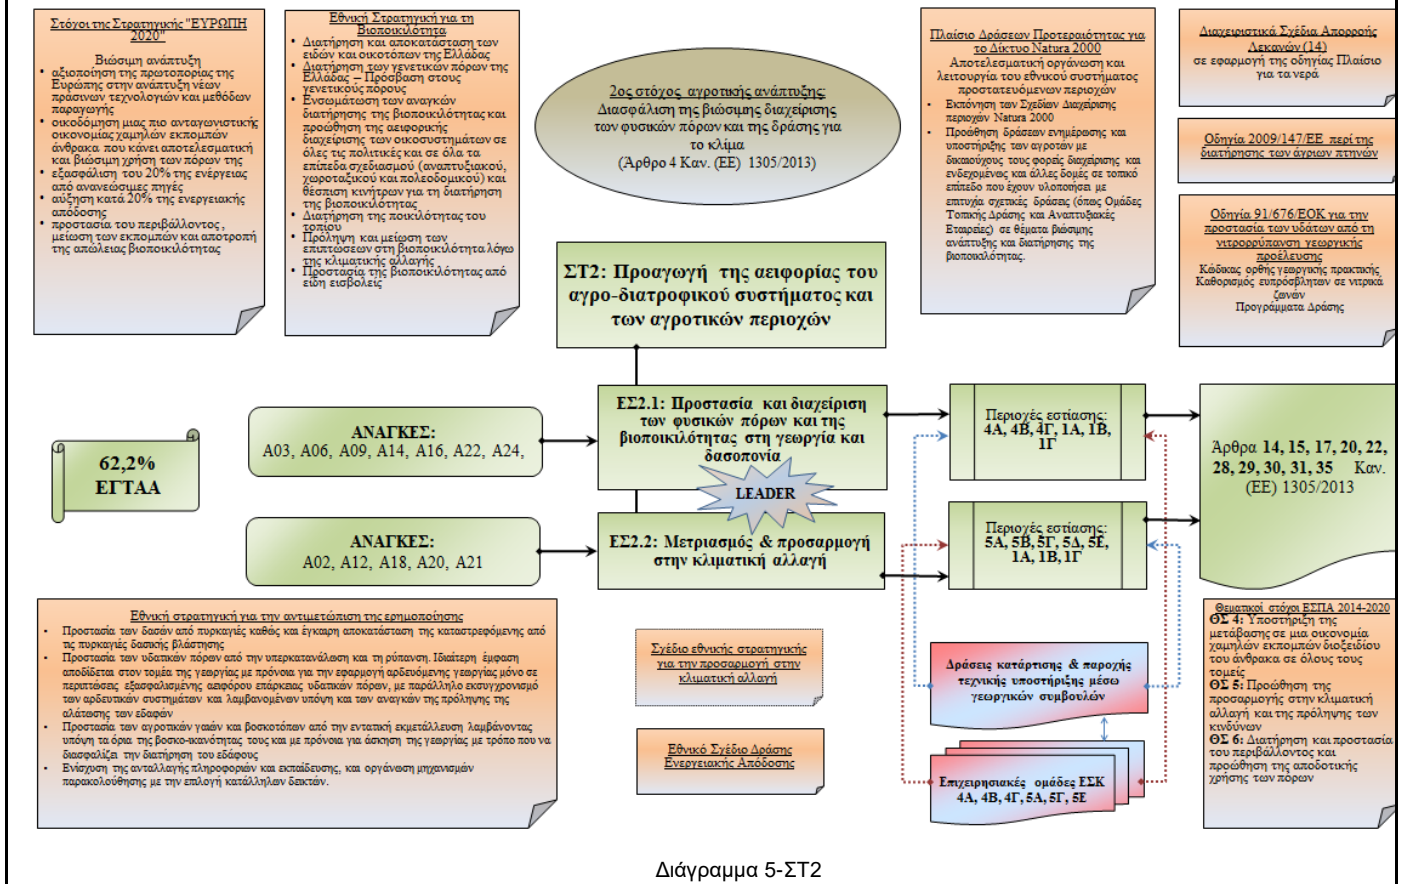 Στόχοι της Στρατηγικής "ΕΥΡΩΠΗ
2020"
Βιώσιμη ανάπτυξη
• αξιοποίηση της πρωτοπορίας της
Ευρώπης στην ανάπτυξη νέων
πράσινων τεχνολογιών και μεθόδων
παραγωγής
• οικοδόμηση μιας πιο ανταγωνιστικής
οικονομίας χαμηλών εκπομπών
άνθρακα που κάνει αποτελεσματική
και βιώσιμη χρήση των πόρων της
• εξασφάλιση του 20% της ενέργειας
από ανανεώσιμες πηγές
• αύξηση κατά 20% της ενεργειακής
απόδοσης
• προστασία του περιβάλλοντος ,
μείωση των εκπομπών και αποτροπή
της απώλειας βιοποικιλότητας
Εθνική Στρατηγική για τη
Βιοποικιλότητα
• Διατήρηση και αποκατάσταση των
ειδών και οικοτόπων της Ελλάδας
• Διατήρηση των γενετικών πόρων της
Ελλάδας – Πρόσβαση στους
γενετικούς πόρους
• Ενσωμάτωση των αναγκών
διατήρησης της βιοποικιλότητας και
προώθηση της αειφορικής
διαχείρισης των οικοσυστημάτων σε
όλες τις πολιτικές και σε όλα τα
επίπεδα σχεδιασμού (αναπτυξιακού,
χωροταξικού και πολεοδομικού) και
θέσπιση κινήτρων για τη διατήρηση
της βιοποικιλότητας
• Διατήρηση της ποικιλότητας του
τοπίου
• Πρόληψη και μείωση των
επιπτώσεων στη βιοποικιλότητα λόγω
της κλιματικής αλλαγής
• Προστασία της βιοποικιλότητας από
είδη εισβολείς
2ος στόχος αγροτικής ανάπτυξης:
Διασφάλιση της βιώσιμης διαχείρισης
των φυσικών πόρων και της δράσης για
το κλίμα
(Άρθρο 4 Καν. (ΕΕ) 1305/2013)
Πλαίσιο Δράσεων Προτεραιότητας για
το Δίκτυο Natura 2000
Αποτελεσματική οργάνωση και
λειτουργία του εθνικού συστήματος
προστατευόμενων περιοχών
• Εκπόνηση των Σχεδίων Διαχείρισης
περιοχών Natura 2000
• Προώθηση δράσεων ενημέρωσης και
υποστήριξης των αγροτών με
δικαιούχους τους φορείς διαχείρισης και
ενδεχομένως και άλλες δομές σε τοπικό
επίπεδο που έχουν υλοποιήσει με
επιτυχία σχετικές δράσεις (όπως Ομάδες
Τοπικής Δράσης και Αναπτυξιακές
Εταιρείες) σε θέματα βιώσιμης
ανάπτυξης και διατήρησης της
βιοποικιλότητας.
Διαχειριστικά Σχέδια Απορροής
Λεκανών (14)
σε εφαρμογή της οδηγίας Πλαίσιο
για τα νερά
Οδηγία 2009/147/ΕΕ περί της
διατήρησης των άγριων πτηνών
Οδηγία 91/676/ΕΟΚ για την
προστασία των υδάτων από τη
νιτρορρύπανση γεωργικής
προέλευσης
Κώδικας ορθής γεωργικής πρακτικής
Καθορισμός ευπρόσβλητων σε νιτρικά
ζωνών
Προγράμματα Δράσης
ΣΤ2: Προαγωγή της αειφορίας του
αγρο-διατροφικού συστήματος και
των αγροτικών περιοχών
62,2%
ΕΓΤΑΑ
ΑΝΑΓΚΕΣ:
Α03, Α06, Α09, Α14, Α16, Α22, Α24,
ΕΣ2.1: Προστασία και διαχείριση
των φυσικών πόρων και της
βιοποικιλότητας στη γεωργία και
δασοπονία
Περιοχές εστίασης:
4Α, 4Β, 4Γ, 1Α, 1Β,
1Γ
Άρθρα 14, 15, 17, 20, 22,
28, 29, 30, 31, 35 Καν.
(ΕΕ) 1305/2013
LEADER
ΑΝΑΓΚΕΣ:
Α02, Α12, Α18, Α20, Α21
ΕΣ2.2: Μετριασμός & προσαρμογή
στην κλιματική αλλαγή
Περιοχές εστίασης:
5Α, 5Β, 5Γ, 5Δ, 5Ε,
1Α, 1Β, 1Γ
Εθνική στρατηγική για την αντιμετώπιση της ερημοποίησης
• Προστασία των δασών από πυρκαγιές καθώς και έγκαιρη αποκατάσταση της καταστρεφόμενης από
τις πυρκαγιές δασικής βλάστησης
• Προστασία των υδατικών πόρων από την υπερκατανάλωση και τη ρύπανση. Ιδιαίτερη έμφαση
αποδίδεται στον τομέα της γεωργίας με πρόνοια για την εφαρμογή αρδευόμενης γεωργίας μόνο σε
περιπτώσεις εξασφαλισμένης αειφόρου επάρκειας υδατικών πόρων, με παράλληλο εκσυγχρονισμό
των αρδευτικών συστημάτων και λαμβανομένων υπόψη και των αναγκών της πρόληψης της
αλάτωσης των εδαφών
• Προστασία των αγροτικών γαιών και βοσκοτόπων από την εντατική εκμετάλλευση λαμβάνοντας
υπόψη τα όρια της βοσκο-ικανότητας τους και με πρόνοια για άσκηση της γεωργίας με τρόπο που να
διασφαλίζει την διατήρηση του εδάφους
• Ενίσχυση της ανταλλαγής πληροφοριών και εκπαίδευσης, και οργάνωση μηχανισμών
παρακολούθησης με την επιλογή κατάλληλων δεικτών.
Σχέδιο εθνικής στρατηγικής
για την προσαρμογή στην
κλιματική αλλαγή
Εθνικό Σχέδιο Δράσης
Ενεργειακής Απόδοσης
Δράσεις κατάρτισης & παροχής
τεχνικής υποστήριξης μέσω
γεωργικών συμβουλών
Επιχειρησιακές ομάδες ΕΣΚ
4Α, 4Β, 4Γ, 5Α, 5Γ, 5Ε
Θεματικοί στόχοι ΕΣΠΑ 2014-2020
ΘΣ 4: Υποστήριξη της
μετάβασης σε μια οικονομία
χαμηλών εκπομπών διοξειδίου
του άνθρακα σε όλους τους
τομείς
ΘΣ 5: Προώθηση της
προσαρμογής στην κλιματική
αλλαγή και της πρόληψης των
κινδύνων
ΘΣ 6: Διατήρηση και προστασία
του περιβάλλοντος και
προώθηση της αποδοτικής
χρήσης των πόρων
Διάγραμμα 5-ΣΤ2